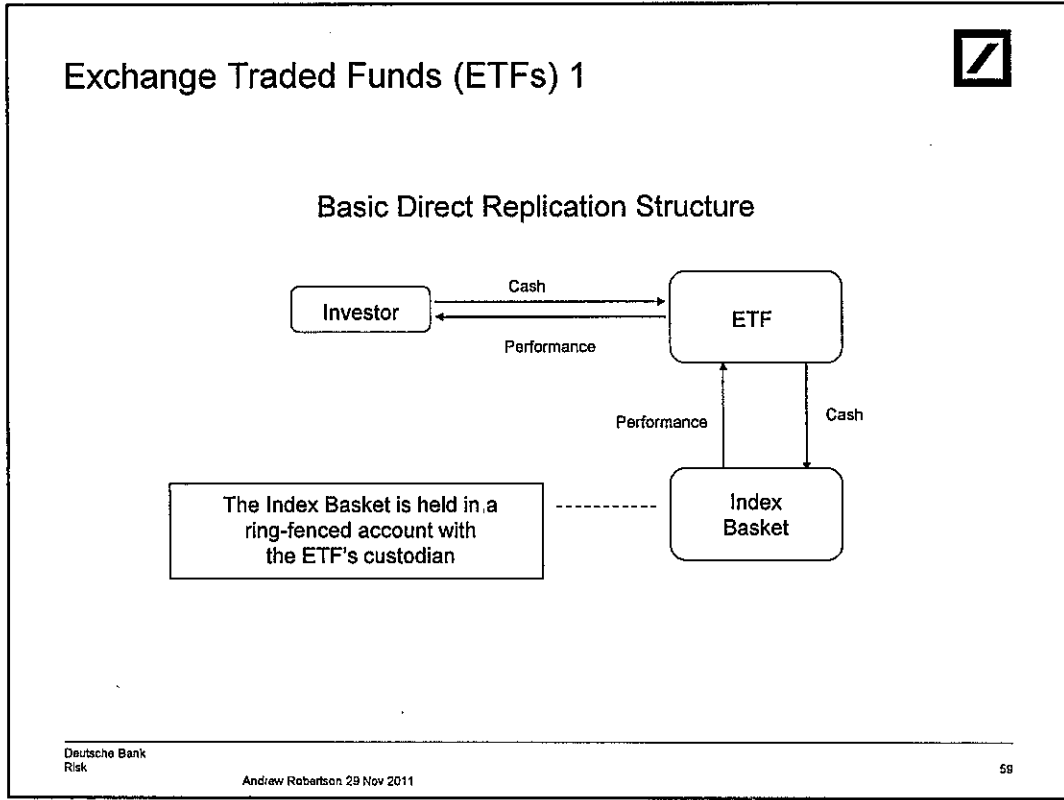 Exchange Traded Funds (ETFs) 1
Basic Direct Replication Structure
Investor
Cash
Performance
ETF
Performance
Cash
The Index Basket is held in a
ring-fenced account with
the ETF's custodian
Index
Basket
Deutsche Bank
Risk
Andrew Robertson 29 Nov 2011
59